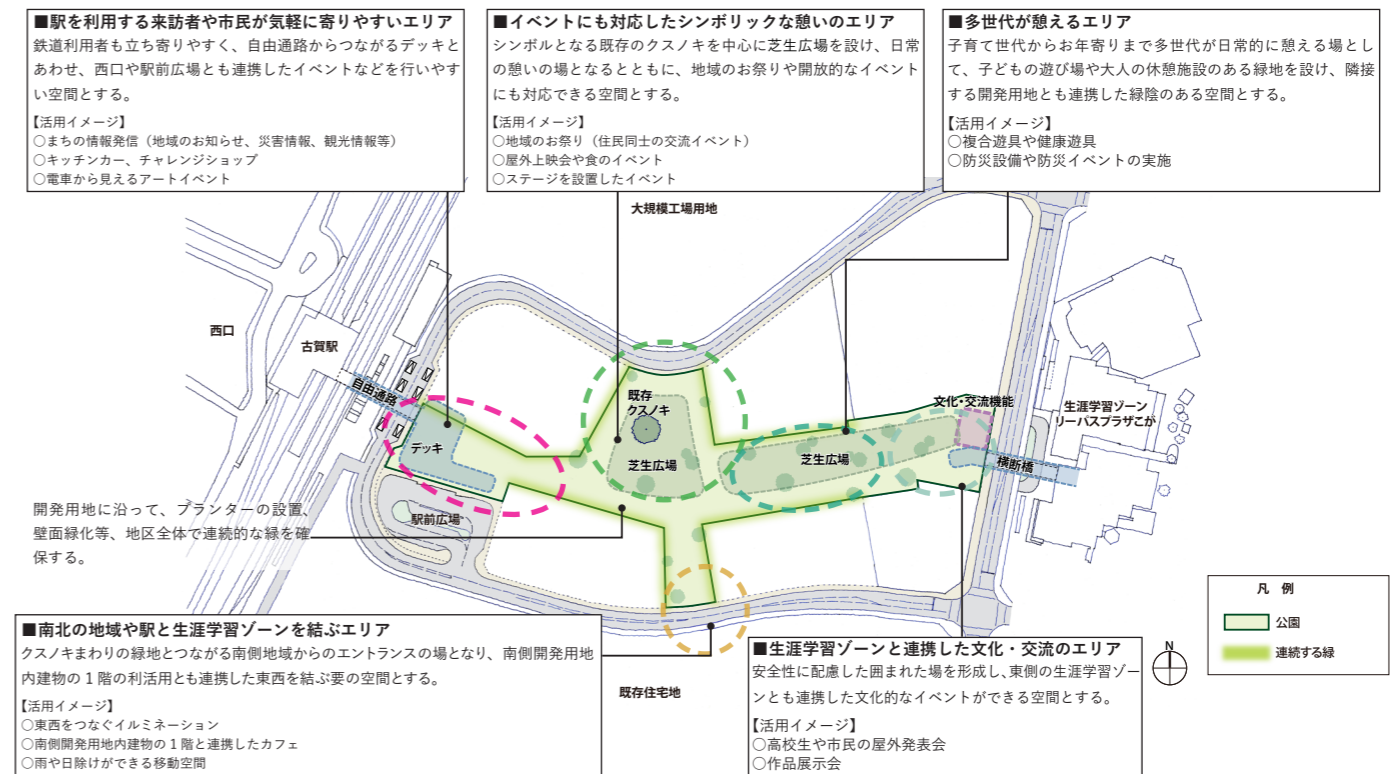 ■駅を利用する来訪者や市民が気軽に寄りやすいエリア
鉄道利用者も立ち寄りやすく、自由通路からつながるデッキと
あわせ、西口や駅前広場とも連携したイベントなどを行いやす
い空間とする。
【活用イメージ】
○まちの情報発信（地域のお知らせ、災害情報、観光情報等）
○キッチンカー、チャレンジショップ
○電車から見えるアートイベント
■イベントにも対応したシンボリックな憩いのエリア
シンボルとなる既存のクスノキを中心に芝生広場を設け、日常
の憩いの場となるとともに、地域のお祭りや開放的なイベント
にも対応できる空間とする。
【活用イメージ】
○地域のお祭り（住民同士の交流イベント）
○屋外上映会や食のイベント
○ステージを設置したイベント
■多世代が憩えるエリア
子育て世代からお年寄りまで多世代が日常的に憩える場とし
て、子どもの遊び場や大人の休憩施設のある緑地を設け、隣接
する開発用地とも連携した緑陰のある空間とする。
【活用イメージ】
○複合遊具や健康遊具
○防災設備や防災イベントの実施
大規模工場用地
西口
古賀駅
自由通路
デッキ
駅前広場
既存
クスノキ
芝生広場
芝生広場
文化・交流機能
横断橋
生涯学習ゾーン
リーパスプラザこが
開発用地に沿って、プランターの設置、
壁面緑化等、地区全体で連続的な緑を確
保する。
■南北の地域や駅と生涯学習ゾーンを結ぶエリア
クスノキまわりの緑地とつながる南側地域からのエントランスの場となり、南側開発用地
内建物の１階の利活用とも連携した東西を結ぶ要の空間とする。
【活用イメージ】
○東西をつなぐイルミネーション
○南側開発用地内建物の１階と連携したカフェ
○雨や日除けができる移動空間
既存住宅地
■生涯学習ゾーンと連携した文化・交流のエリア
安全性に配慮した囲まれた場を形成し、東側の生涯学習ゾー
ンとも連携した文化的なイベントができる空間とする。
【活用イメージ】
○高校生や市民の屋外発表会
○作品展示会
N
凡 例
公園
連続する緑